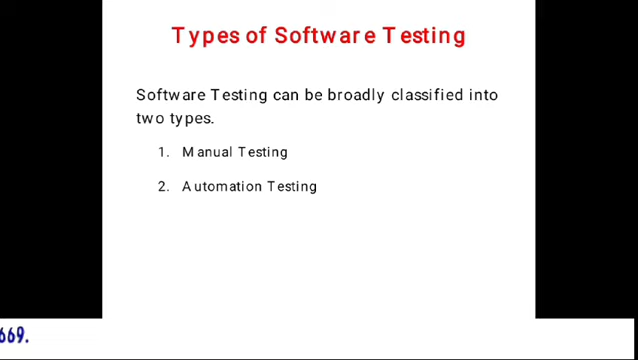 Types of Software Testing
Software Testing can be broadly classified into
two types.
1. Manual Testing
2. Automation Testing
669.